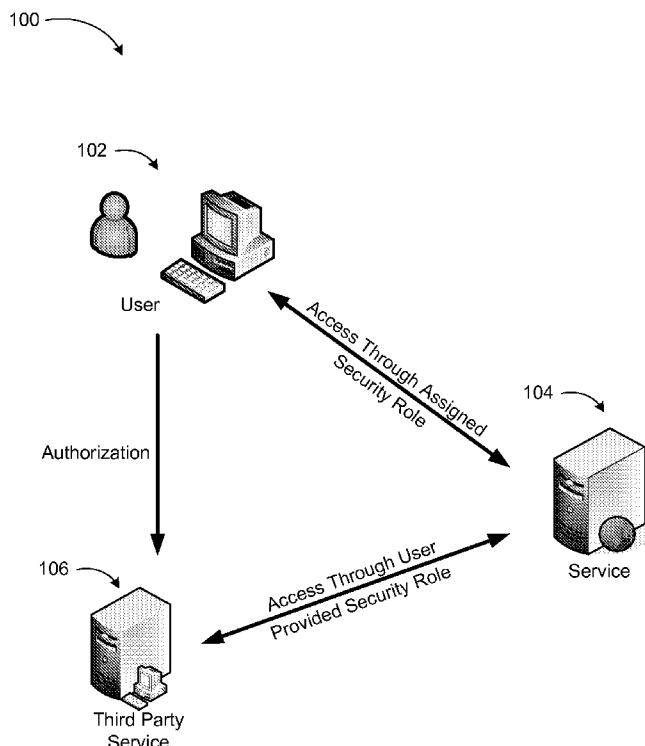 100
102
User
Access Through Assigned
Security Role
104
Service
Authorization
106
Access Through User
Provided Security Role
Third Party
Service